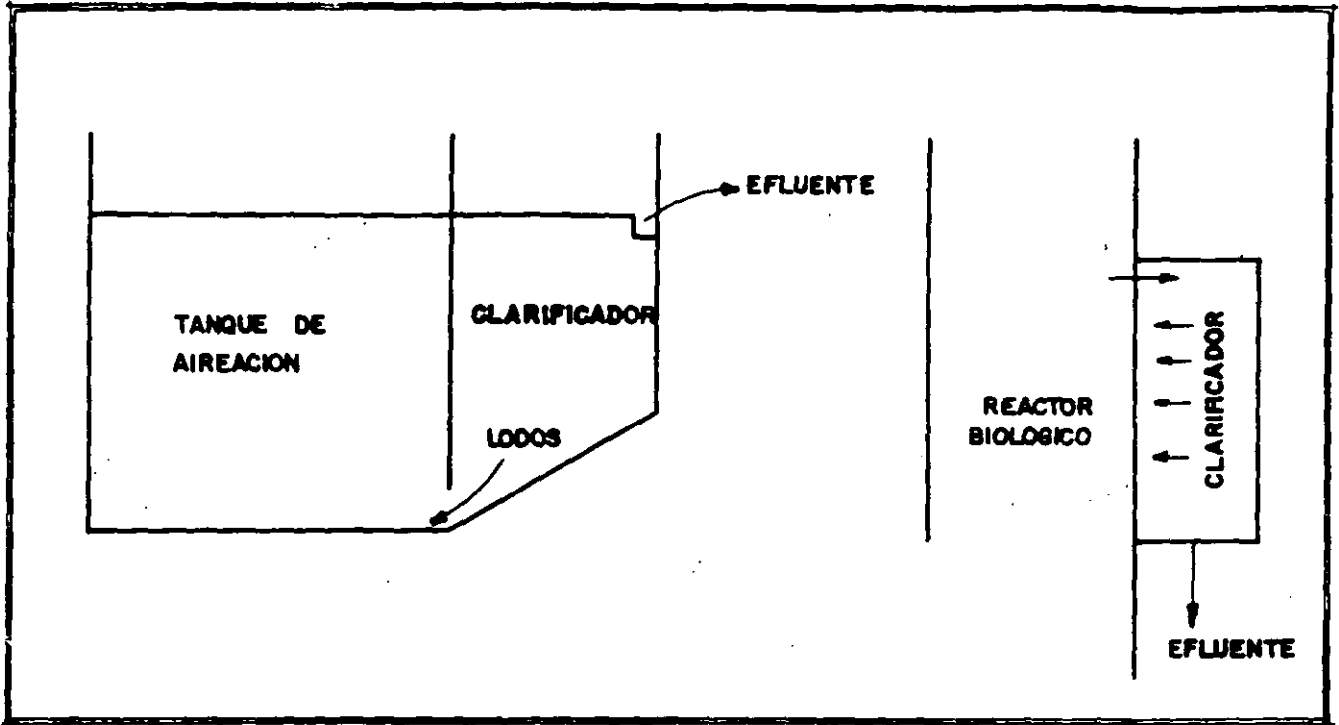 EFLUENTE
TANQUE DE
AIREACION
CLARIFICADOR
LODOS
REACTOR
BIOLOGICO
CLARIFICADOR
EFLUENTE